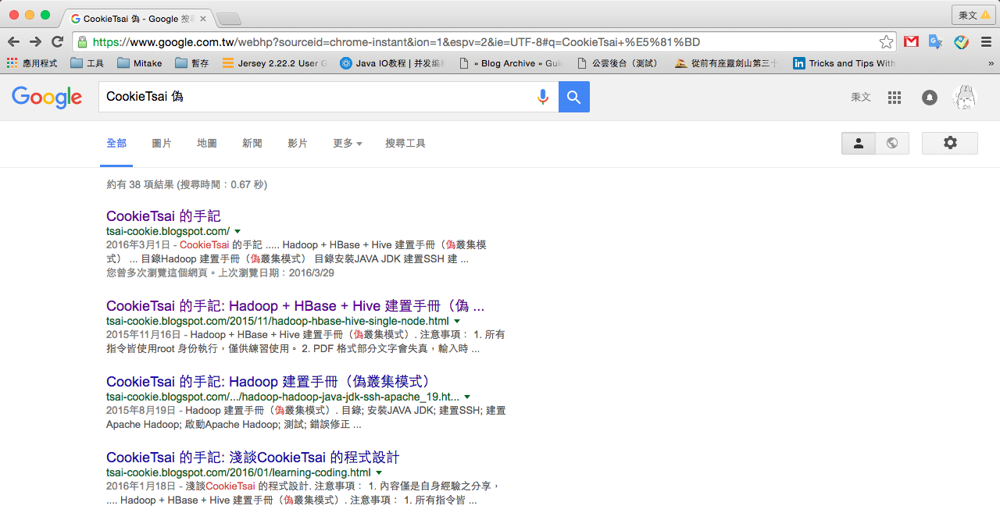 CookieTsai 偽 - Google 搜尋
秉文
https://www.google.com.tw/webhp?sourceid=chrome-instant&ion=1&espv=2&ie=UTF-8#q=CookieTsai+%E5%81%BD
應用程式 工具 Mitake 暫存 Jersey 2.22.2 User G Java IO教程 | 并发编程 » Blog Archive » Guic 公雲後台（測試） 從前有座靈劍山第三十 Tricks and Tips With »
Google CookieTsai 偽 秉文
全部 圖片 地圖 新聞 影片 更多 搜尋工具
約有 38 項結果 (搜尋時間：0.67 秒)
CookieTsai 的手記
tsai-cookie.blogspot.com/
2016年3月1日 - CookieTsai 的手記 ..... Hadoop + HBase + Hive 建置手冊（偽叢集模
式） ... 目錄Hadoop 建置手冊（偽叢集模式） 目錄安裝JAVA JDK 建置SSH 建 ...
您曾多次瀏覽這個網頁。上次瀏覽日期：2016/3/29
CookieTsai 的手記: Hadoop + HBase + Hive 建置手冊（偽 ...
tsai-cookie.blogspot.com/2015/11/hadoop-hbase-hive-single-node.html
2015年11月16日 - Hadoop + HBase + Hive 建置手冊（偽叢集模式）. 注意事項： 1. 所有
指令皆使用root 身份執行，僅供練習使用。 2. PDF 格式部分文字會失真，輸入時 ...
CookieTsai 的手記: Hadoop 建置手冊（偽叢集模式）
tsai-cookie.blogspot.com/.../hadoop-hadoop-java-jdk-ssh-apache_19.ht...
2015年8月19日 - Hadoop 建置手冊（偽叢集模式）. 目錄; 安裝JAVA JDK; 建置SSH; 建置
Apache Hadoop; 啟動Apache Hadoop; 測試; 錯誤修正 ...
CookieTsai 的手記: 淺談CookieTsai 的程式設計
tsai-cookie.blogspot.com/2016/01/learning-coding.html
2016年1月18日 - 淺談CookieTsai 的程式設計. 注意事項： 1. 內容僅是自身經驗之分享，
.... Hadoop + HBase + Hive 建置手冊（偽叢集模式）. 注意事項： 1. 所有指令皆 ...